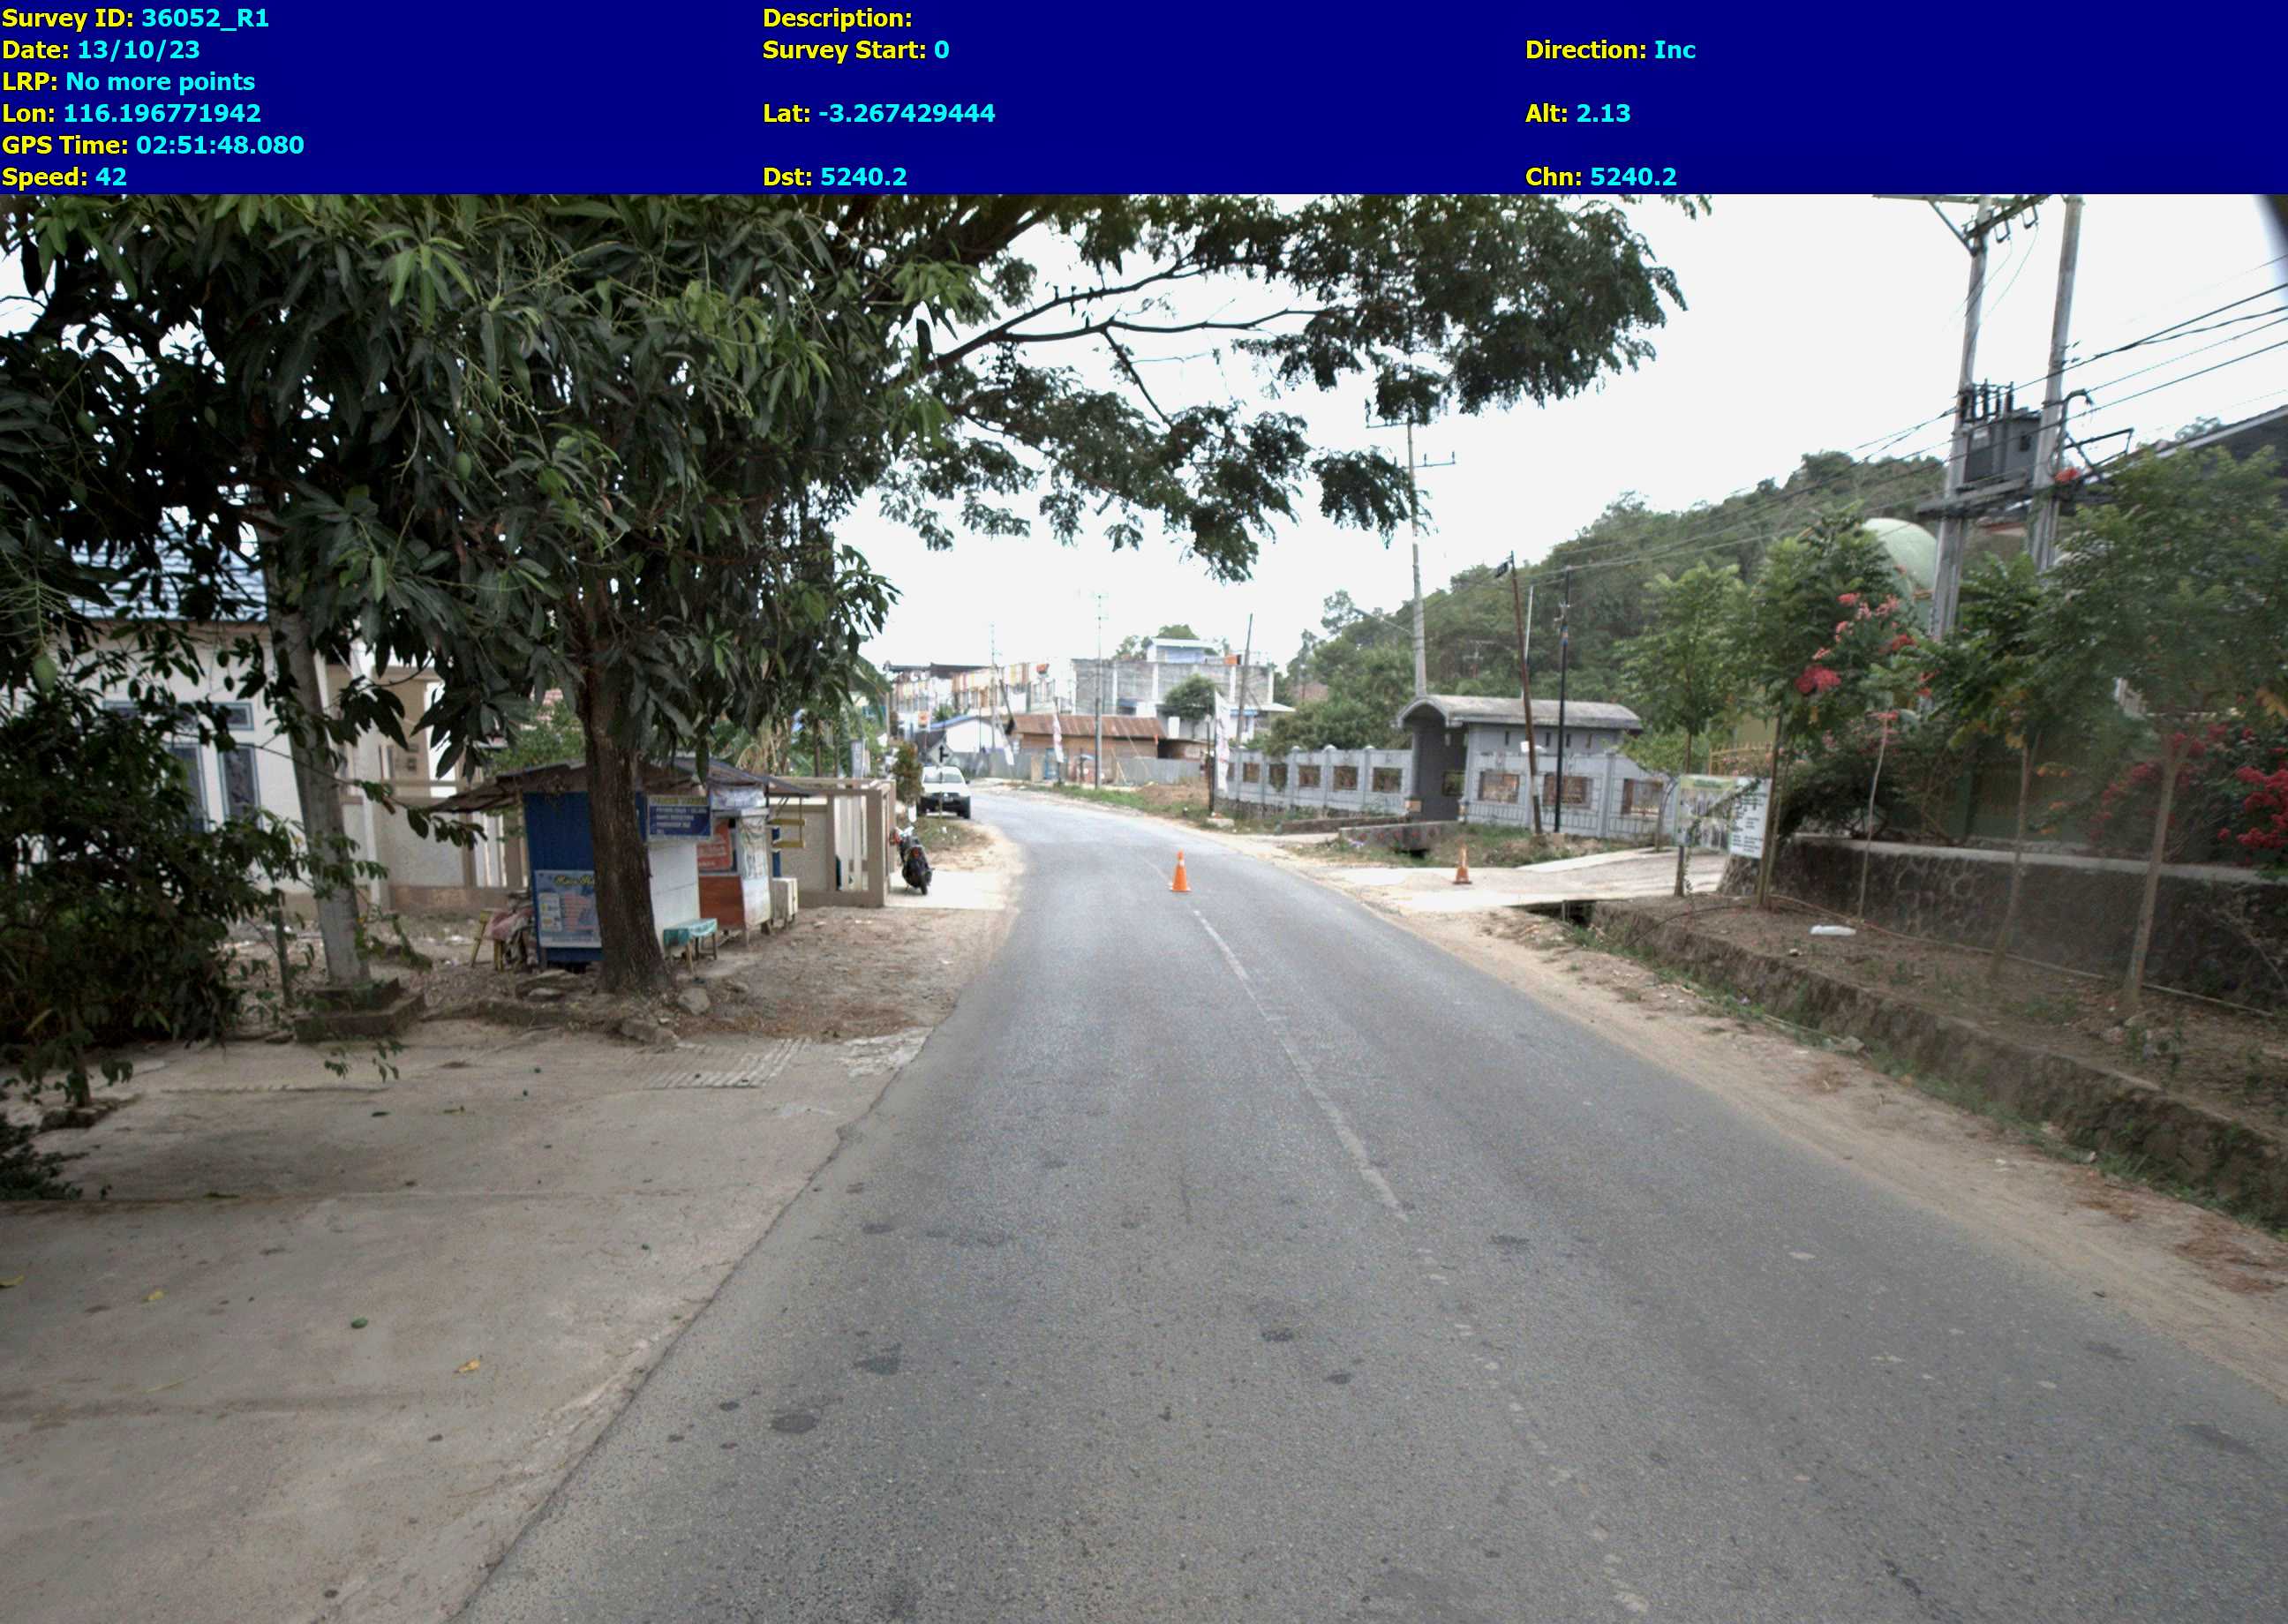 Survey ID: 36052_R1
Description:
Date: 13/10/23
Survey Start: 0
Direction: Inc
LRP: No more points
Lon: 116.196771942
Lat: -3.267429444
Alt: 2.13
GPS Time: 02:51:48.080
Speed: 42
Dst: 5240.2
Chn: 5240.2